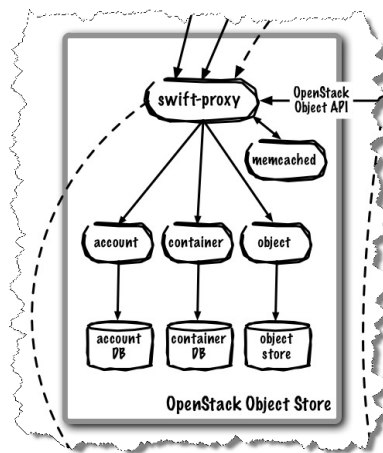 swift-proxy
OpenStack
Object API
memcached
account
container
object
account
DB
container
DB
object
store
OpenStack Object Store